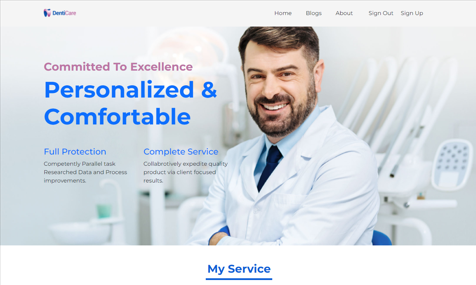 DentiCare
Home Blogs About Sign Out Sign Up
Committed To Excellence
Personalized &
Comfortable
Full Protection
Competently Parallel task
Researched Data and Process
improvements.
Complete Service
Collabrotively expedite quality
product via client focused
results.
My Service